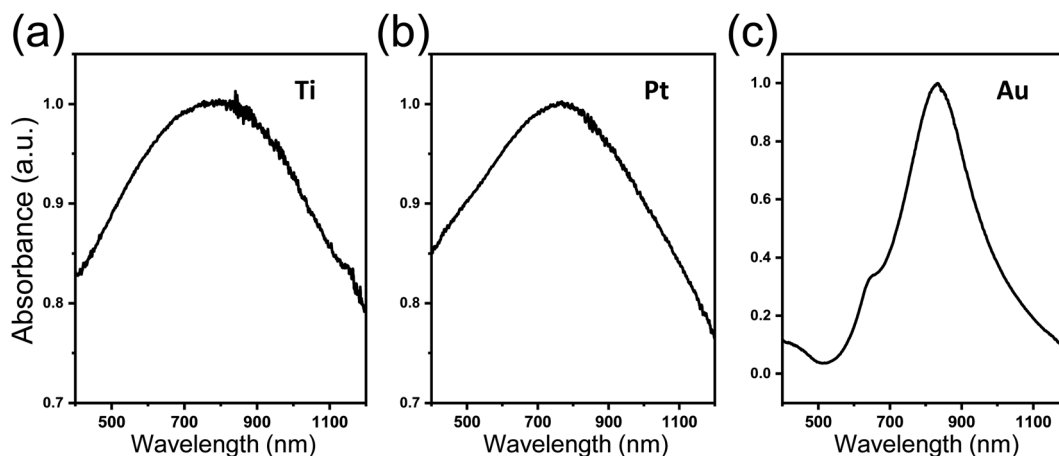 (a)
Ti
Absorbance (a.u.)
1.0
0.9
0.8
0.7
500 700 900 1100
Wavelength (nm)
(b)
Pt
1.0
0.9
0.8
0.7
500 700 900 1100
Wavelength (nm)
(c)
Au
1.0
0.8
0.6
0.4
0.2
0.0
500 700 900 1100
Wavelength (nm)